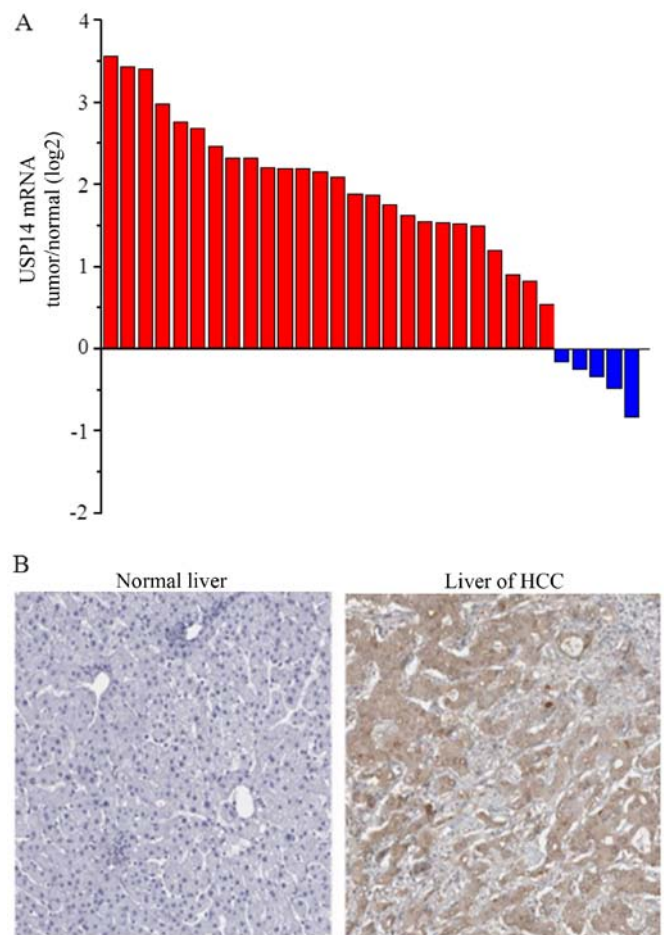 A
4
3
2
1
0
-1
-2
USP14 mRNA
tumor/normal (log2)
B
Normal liver
Liver of HCC